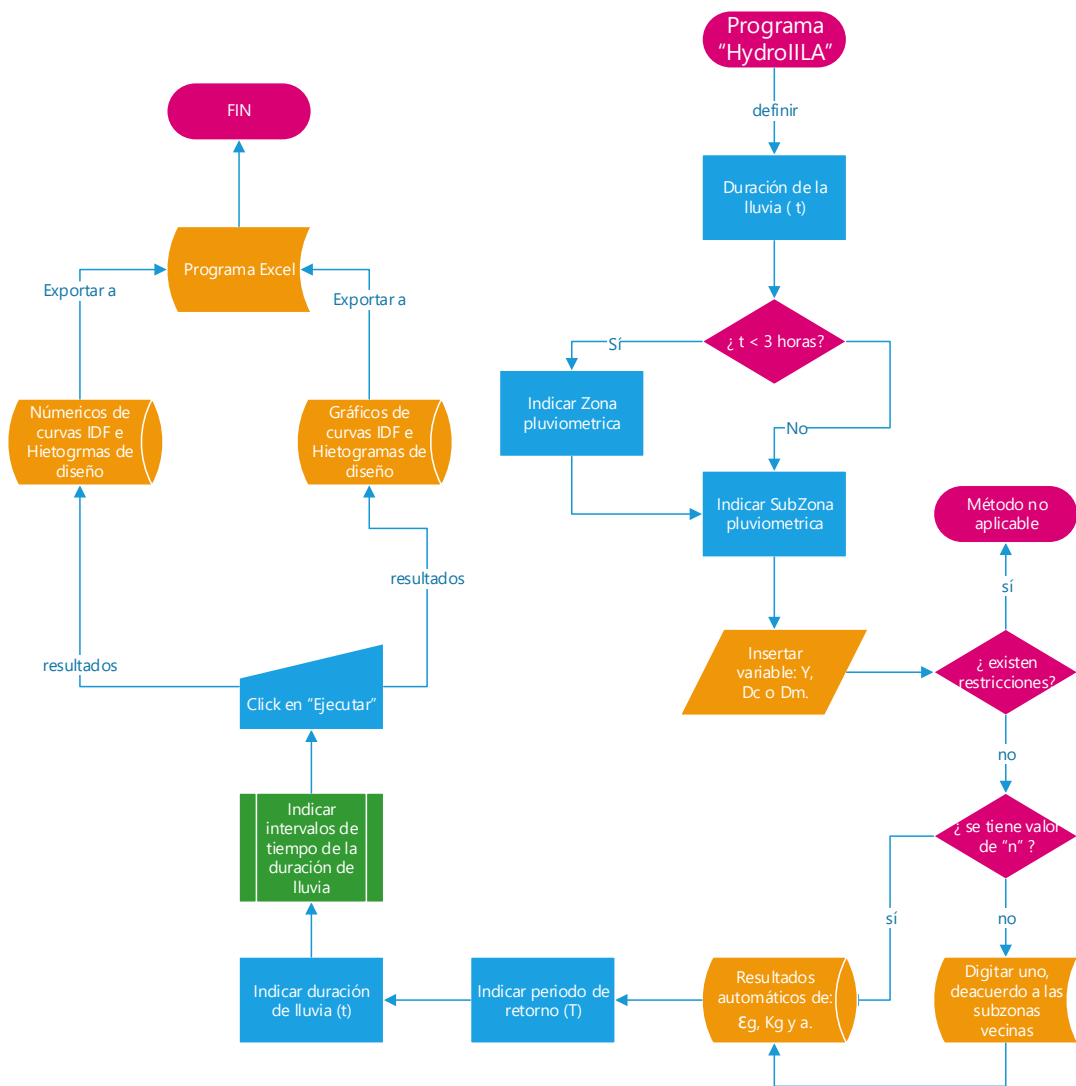 Programa
“HydroIILA”
definir
Duración de la
lluvia ( t)
¿ t < 3 horas?
Sí
Indicar Zona
pluviometrica
No
Indicar SubZona
pluviometrica
Insertar
variable: Y,
Dc o Dm.
¿ existen
restricciones?
sí
Método no
aplicable
no
¿ se tiene valor
de “n” ?
no
Digitar uno,
deacuerdo a las
subzonas
vecinas
sí
Resultados
automáticos de:
Ɛg, Kg y a.
Indicar periodo de
retorno (T)
Indicar duración
de lluvia (t)
Indicar
intervalos de
tiempo de la
duración de
lluvia
Click en “Ejecutar”
resultados
resultados
Númericos de
curvas IDF e
Hietogrmas de
diseño
Gráficos de
curvas IDF e
Hietogramas de
diseño
Exportar a
Exportar a
Programa Excel
FIN